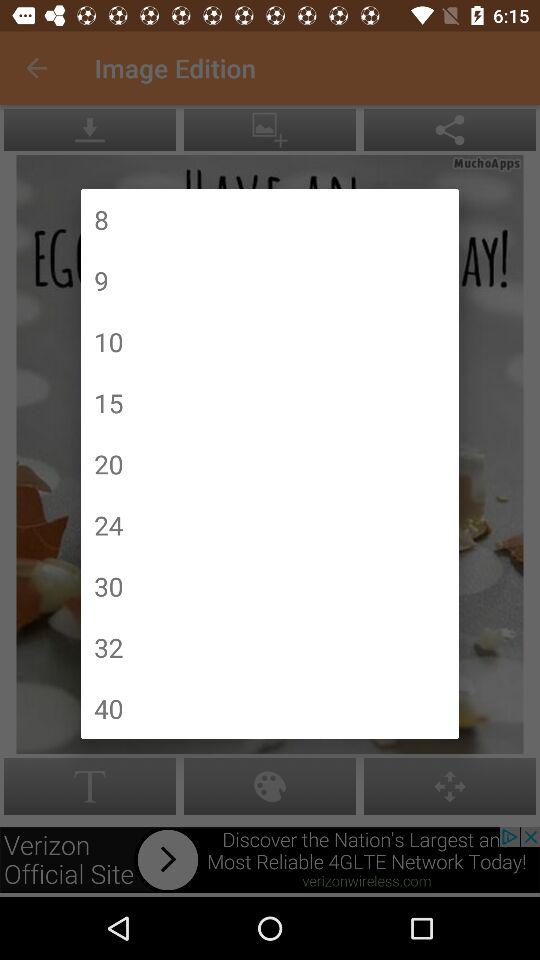 6:15
Image Edition
MuchoApps
HAVE AN
AY!
8
9
10
15
20
24
30
32
40
T
Verizon
Official Site
Discover the Nation's Largest an
Most Reliable 4GLTE Network Today!
verizonwireless.com